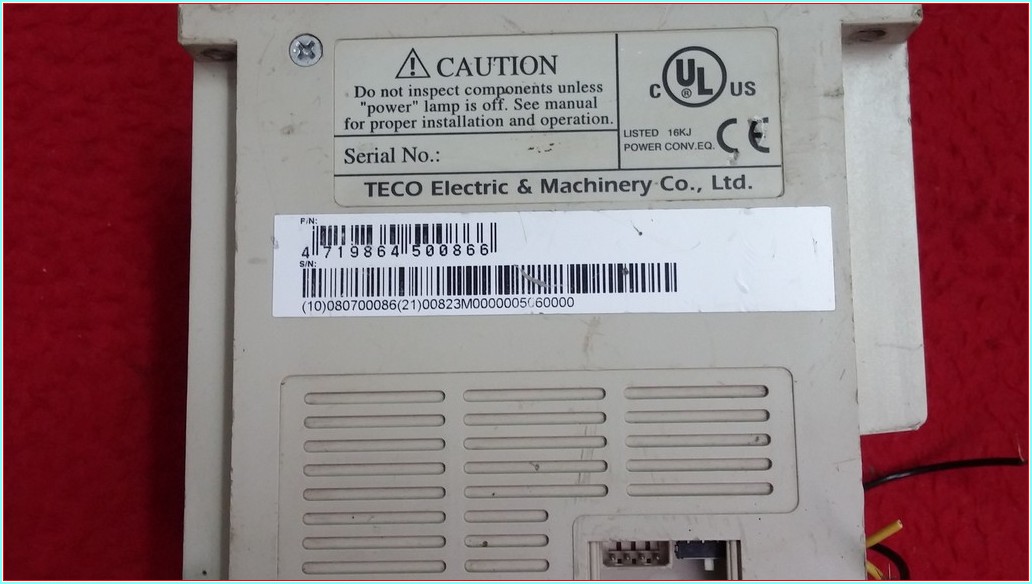 CAUTION
Do not inspect components unless
"power" lamp is off. See manual
for proper installation and operation.
Serial No.:
C UL ® US
LISTED 16KJ
POWER CONV.EQ.
CE
TECO Electric & Machinery Co., Ltd.
P/N:
4 719864 500866
S/N:
(10)080700086(21)00823M0000005060000